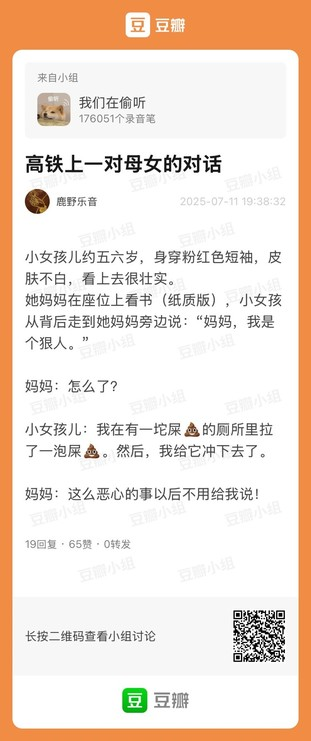 豆 豆瓣
来自小组
偷听
我们在偷听
176051个录音笔
高铁上一对母女的对话
鹿野乐音
2025-07-11 19:38:32
小女孩儿约五六岁，身穿粉红色短袖，皮
肤不白，看上去很壮实。
她妈妈在座位上看书（纸质版），小女孩
从背后走到她妈妈旁边说：“妈妈，我是
个狠人。”
妈妈：怎么了？
小女孩儿：我在有一坨屎💩的厕所里拉
了一泡屎💩。然后，我给它冲下去了。
妈妈：这么恶心的事以后不用给我说！
19回复 · 65赞 · 0转发
豆瓣小组
长按二维码查看小组讨论
豆 豆瓣